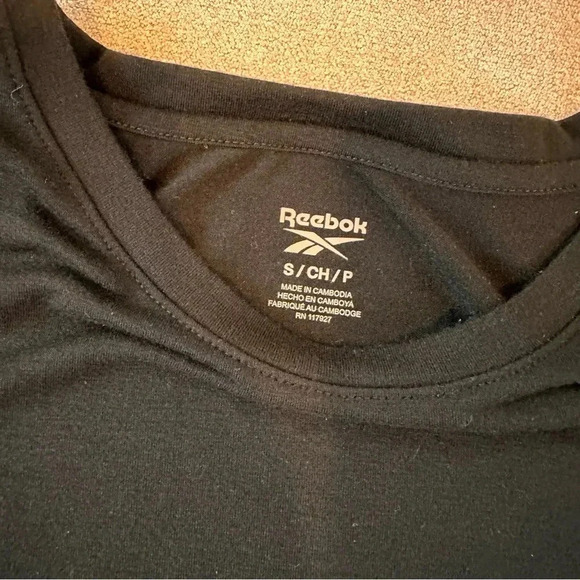 Reebok
S / CH / P
MADE IN CAMBODIA
HECHO EN CAMBOYA
FABRIQUÉ AU CAMBODGE
RN 117927